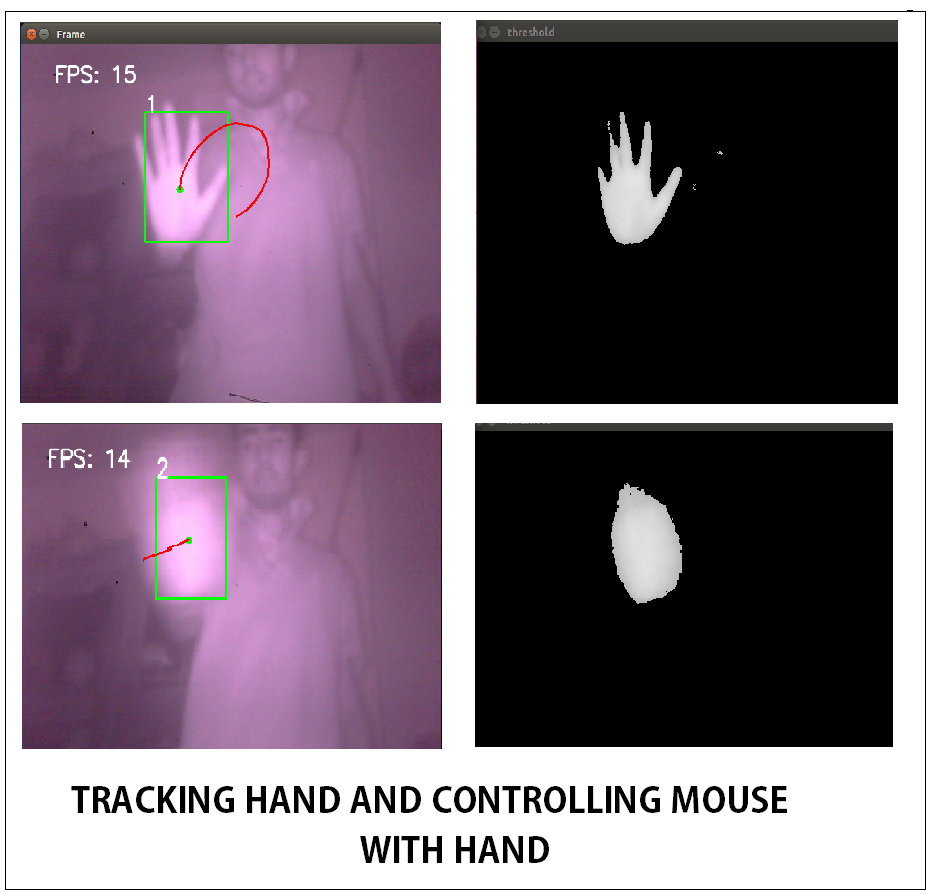 Frame
threshold
FPS: 15
1
FPS: 14
2
TRACKING HAND AND CONTROLLING MOUSE
WITH HAND